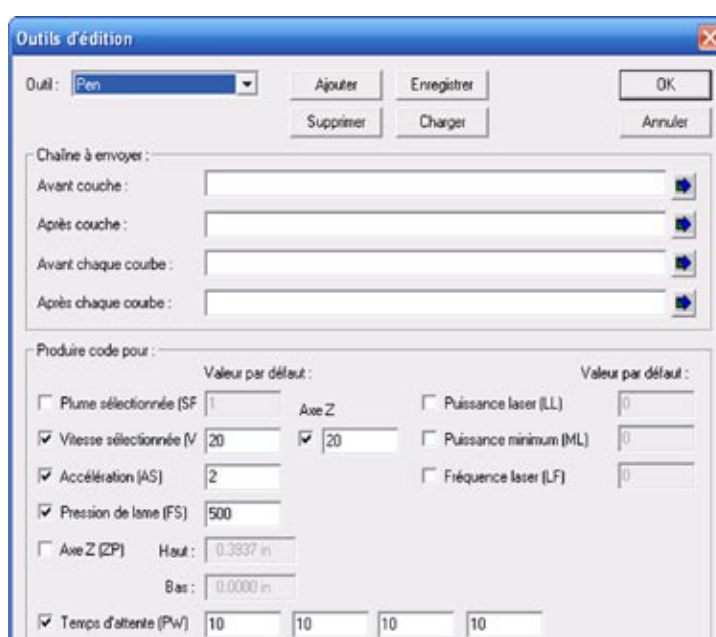 Outils d'édition
Outil : Pen Ajouter Enregistrer OK
Supprimer Charger Annuler
Chaîne à envoyer :
Avant couche :
Après couche :
Avant chaque courbe :
Après chaque courbe :
Produire code pour :
Valeur par défaut : Valeur par défaut :
Plume sélectionnée (SF 1 Axe Z Puissance laser (LL) 0
Vitesse sélectionnée (V 20 20 Puissance minimum (ML) 0
Accélération (AS) 2 Fréquence laser (LF) 0
Pression de lame (FS) 500
Axe Z (ZP) Haut : 0.3937 in
Bas : 0.0000 in
Temps d'attente (PW) 10 10 10 10